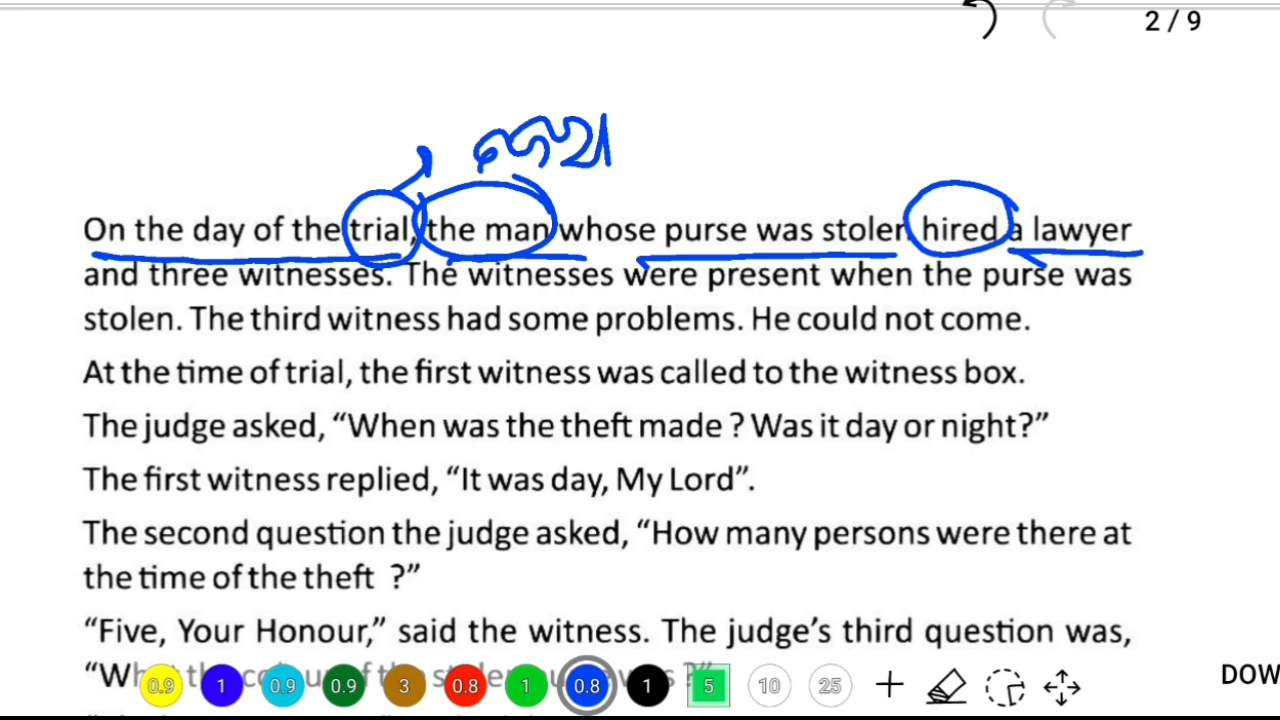 2 / 9
On the day of the trial, the man whose purse was stolen hired a lawyer
and three witnesses. The witnesses were present when the purse was
stolen. The third witness had some problems. He could not come.
At the time of trial, the first witness was called to the witness box.
The judge asked, “When was the theft made ? Was it day or night?”
The first witness replied, “It was day, My Lord”.
The second question the judge asked, “How many persons were there at
the time of the theft ?”
“Five, Your Honour,” said the witness. The judge’s third question was,
0.9 1 0.9 0.9 3 0.8 1 0.8 1 5 10 25
DOW